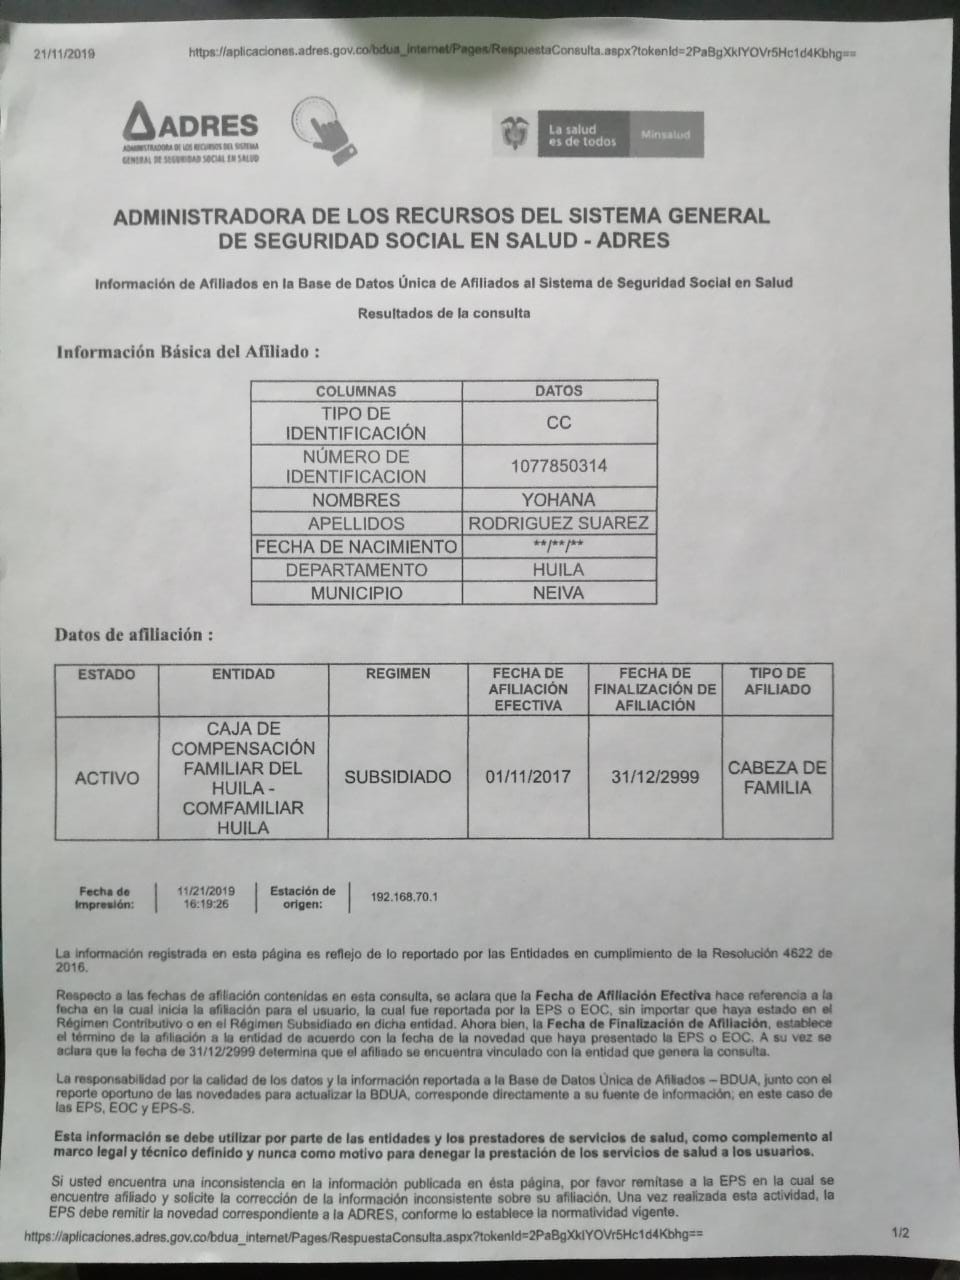 21/11/2019
https://aplicaciones.adres.gov.co/bdua_internet/Pages/RespuestaConsulta.aspx?tokenId=2PaBgXkIYOVr5Hc1d4Kbhg==
ADRES
ADMINISTRADORA DE LOS RECURSOS DEL SISTEMA
GENERAL DE SEGURIDAD SOCIAL EN SALUD
La salud
es de todos
Minsalud
ADMINISTRADORA DE LOS RECURSOS DEL SISTEMA GENERAL
DE SEGURIDAD SOCIAL EN SALUD - ADRES
Información de Afiliados en la Base de Datos Única de Afiliados al Sistema de Seguridad Social en Salud
Resultados de la consulta
Información Básica del Afiliado :
COLUMNAS DATOS
TIPO DE
IDENTIFICACIÓN CC
NÚMERO DE
IDENTIFICACION 1077850314
NOMBRES YOHANA
APELLIDOS RODRIGUEZ SUAREZ
FECHA DE NACIMIENTO **/**/**
DEPARTAMENTO HUILA
MUNICIPIO NEIVA
Datos de afiliación :
ESTADO ENTIDAD REGIMEN FECHA DE
AFILIACIÓN
EFECTIVA FECHA DE
FINALIZACIÓN DE
AFILIACIÓN TIPO DE
AFILIADO
ACTIVO CAJA DE
COMPENSACIÓN
FAMILIAR DEL
HUILA -
COMFAMILIAR
HUILA SUBSIDIADO 01/11/2017 31/12/2999 CABEZA DE
FAMILIA
Fecha de
Impresión: 11/21/2019
16:19:26 Estación de
origen: 192.168.70.1
La información registrada en esta página es reflejo de lo reportado por las Entidades en cumplimiento de la Resolución 4622 de
2016.
Respecto a las fechas de afiliación contenidas en esta consulta, se aclara que la Fecha de Afiliación Efectiva hace referencia a la
fecha en la cual inicia la afiliación para el usuario, la cual fue reportada por la EPS o EOC, sin importar que haya estado en el
Régimen Contributivo o en el Régimen Subsidiado en dicha entidad. Ahora bien, la Fecha de Finalización de Afiliación, establece
el término de la afiliación a la entidad de acuerdo con la fecha de la novedad que haya presentado la EPS o EOC. A su vez se
aclara que la fecha de 31/12/2999 determina que el afiliado se encuentra vinculado con la entidad que genera la consulta.
La responsabilidad por la calidad de los datos y la información reportada a la Base de Datos Única de Afiliados – BDUA, junto con el
reporte oportuno de las novedades para actualizar la BDUA, corresponde directamente a su fuente de información; en este caso de
las EPS, EOC y EPS-S.
Esta información se debe utilizar por parte de las entidades y los prestadores de servicios de salud, como complemento al
marco legal y técnico definido y nunca como motivo para denegar la prestación de los servicios de salud a los usuarios.
Si usted encuentra una inconsistencia en la información publicada en ésta página, por favor remítase a la EPS en la cual se
encuentre afiliado y solicite la corrección de la información inconsistente sobre su afiliación. Una vez realizada esta actividad, la
EPS debe remitir la novedad correspondiente a la ADRES, conforme lo establece la normatividad vigente.
https://aplicaciones.adres.gov.co/bdua_internet/Pages/RespuestaConsulta.aspx?tokenId=2PaBgXkIYOVr5Hc1d4Kbhg==
1/2